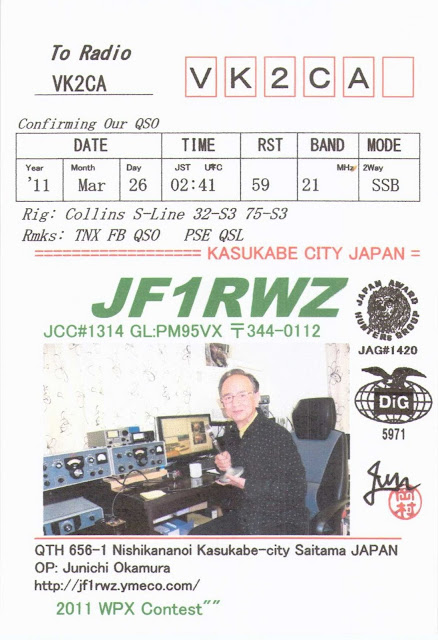 To Radio
VK2CA
V K 2 C A
Confirming Our QSO
DATE TIME RST BAND MODE
Year Month Day JST UTC MHz 2Way
'11 Mar 26 02:41 59 21 SSB
Rig: Collins S-Line 32-S3 75-S3
Rmks: TNX FB QSO PSE QSL
================== KASUKABE CITY JAPAN =
JF1RWZ
JCC#1314 GL:PM95VX 〒344-0112
JAPAN AWARD
HUNTERS GROUP
JAG#1420
DIG
5971
Jun
岡村
QTH 656-1 Nishikananoi Kasukabe-city Saitama JAPAN
OP: Junichi Okamura
http://jf1rwz.ymeco.com/
2011 WPX Contest""